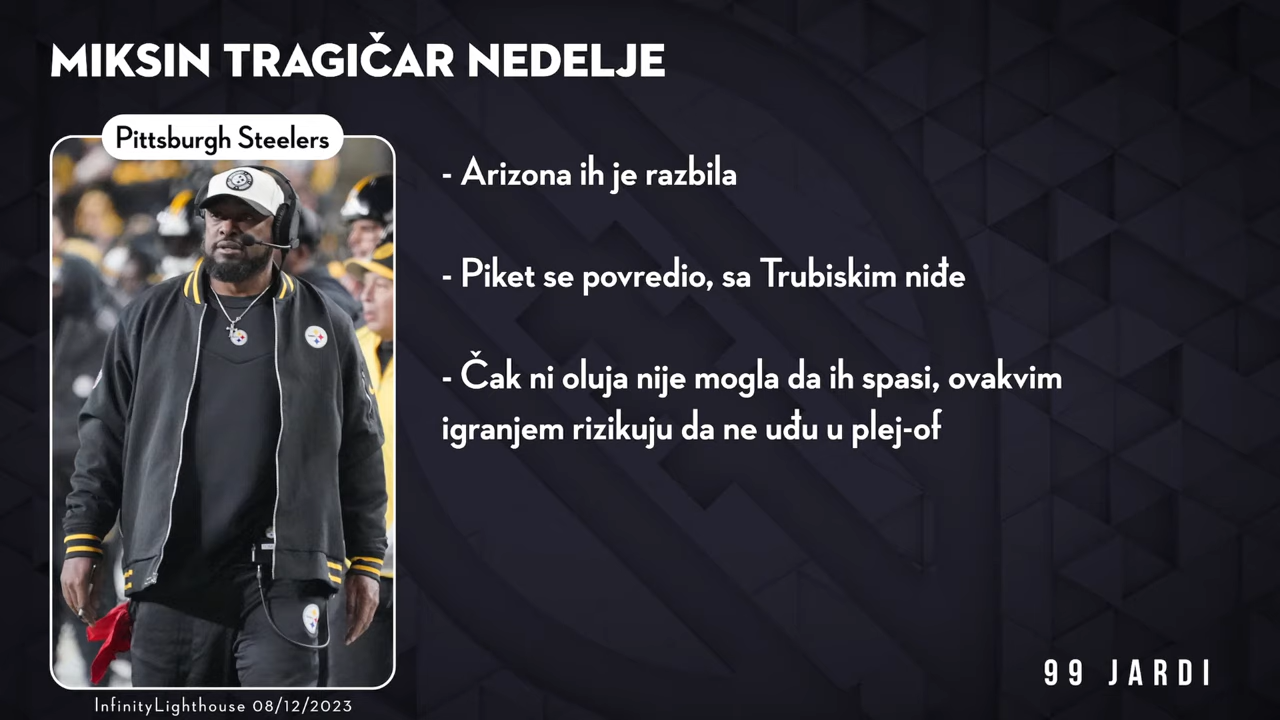 MIKSIN TRAGIČAR NEDELJE
Pittsburgh Steelers
- Arizona ih je razbila
- Piket se povredio, sa Trubiskim niđe
- Čak ni oluja nije mogla da ih spasi, ovakvim
igranjem rizikuju da ne uđu u plej-of
99 JARDI
InfinityLighthouse 08/12/2023